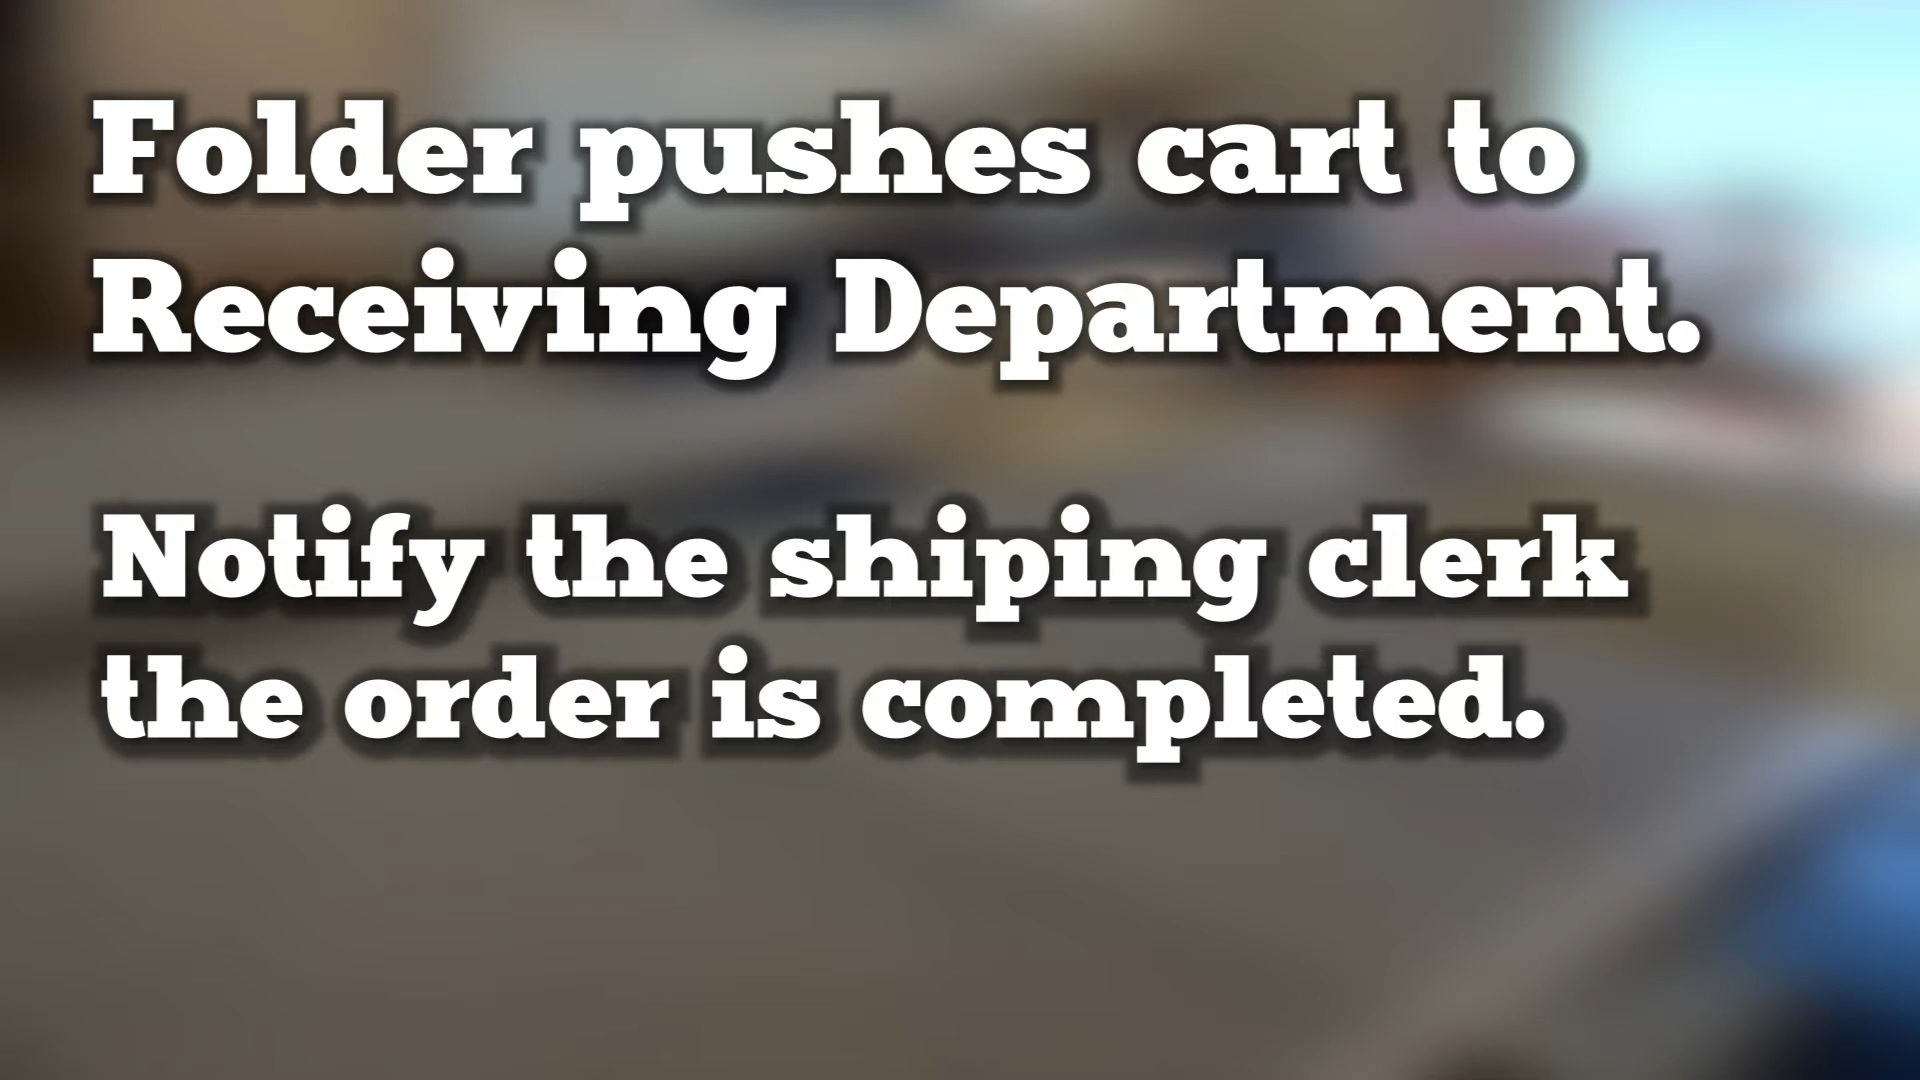 Folder pushes cart to
Receiving Department.
Notify the shiping clerk
the order is completed.